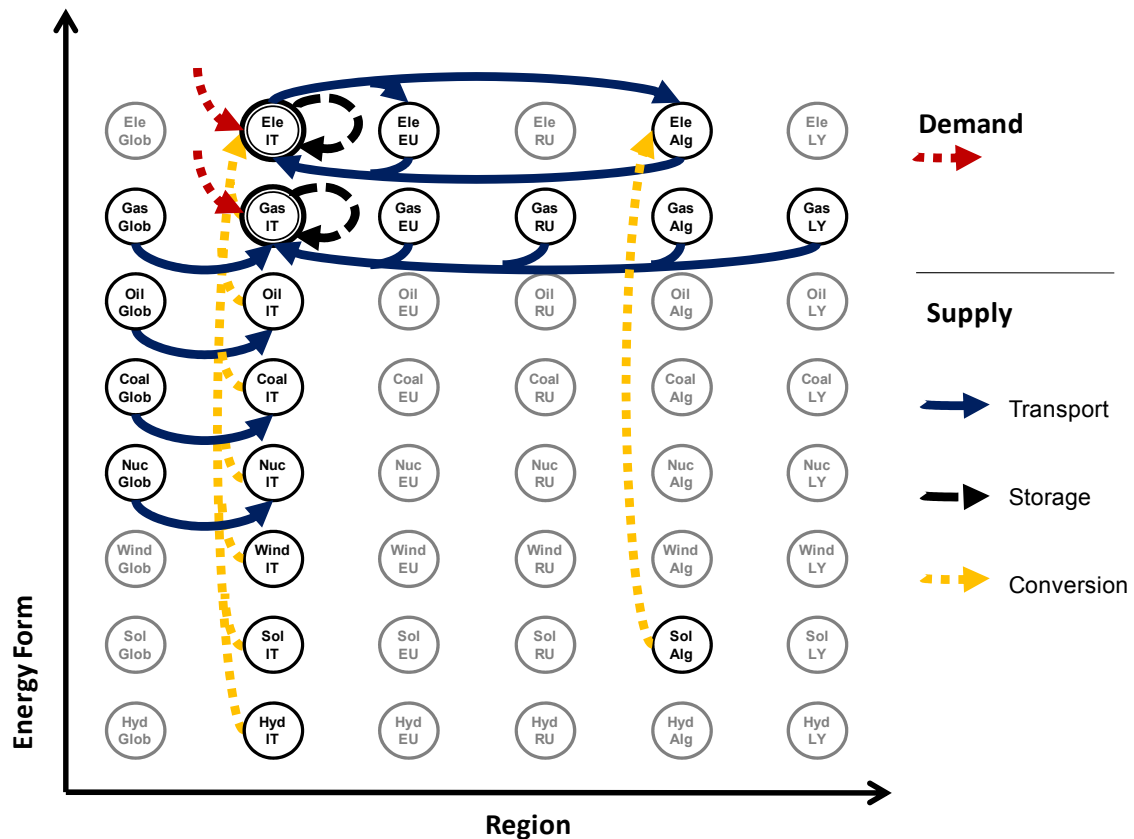 Ele Ele Ele Ele Ele Ele
Glob IT EU RU Alg LY
Gas Gas Gas Gas Gas Gas
Glob IT EU RU Alg LY
Oil Oil Oil Oil Oil Oil
Glob IT EU RU Alg LY
Coal Coal Coal Coal Coal Coal
Glob IT EU RU Alg LY
Nuc Nuc Nuc Nuc Nuc Nuc
Glob IT EU RU Alg LY
Wind Wind Wind Wind Wind Wind
Glob IT EU RU Alg LY
Sol Sol Sol Sol Sol Sol
Glob IT EU RU Alg LY
Hyd Hyd Hyd Hyd Hyd Hyd
Glob IT EU RU Alg LY
Energy Form
Region
Demand
Supply
Transport
Storage
Conversion